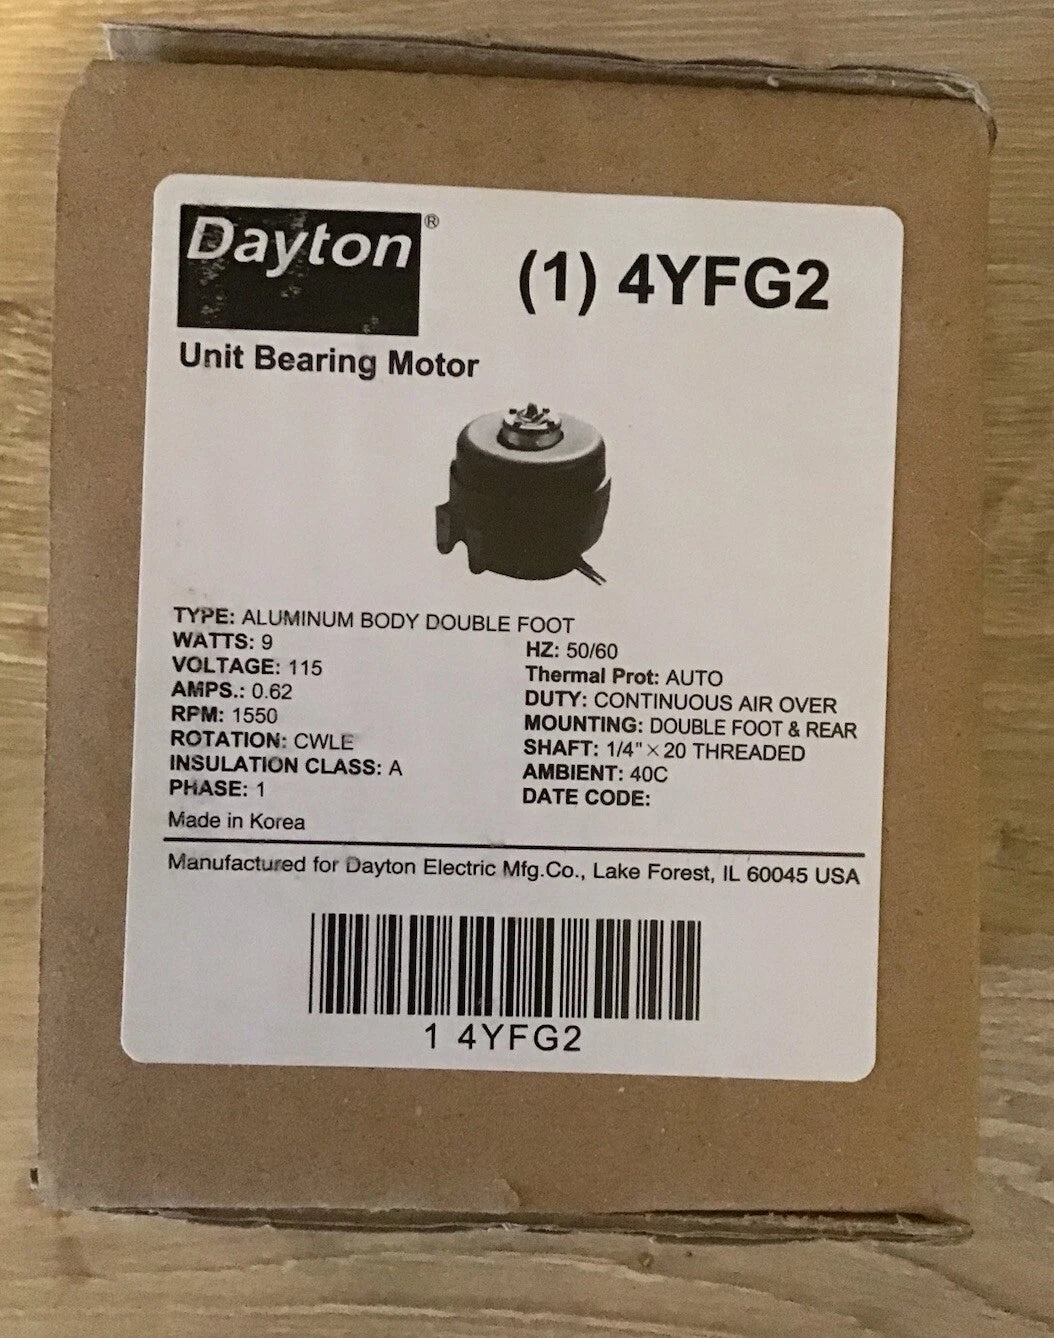 Dayton®
(1) 4YFG2
Unit Bearing Motor
TYPE: ALUMINUM BODY DOUBLE FOOT
WATTS: 9
VOLTAGE: 115
AMPS.: 0.62
RPM: 1550
ROTATION: CWLE
INSULATION CLASS: A
PHASE: 1
Made in Korea
HZ: 50/60
Thermal Prot: AUTO
DUTY: CONTINUOUS AIR OVER
MOUNTING: DOUBLE FOOT & REAR
SHAFT: 1/4" × 20 THREADED
AMBIENT: 40C
DATE CODE:
Manufactured for Dayton Electric Mfg.Co., Lake Forest, IL 60045 USA
1 4YFG2